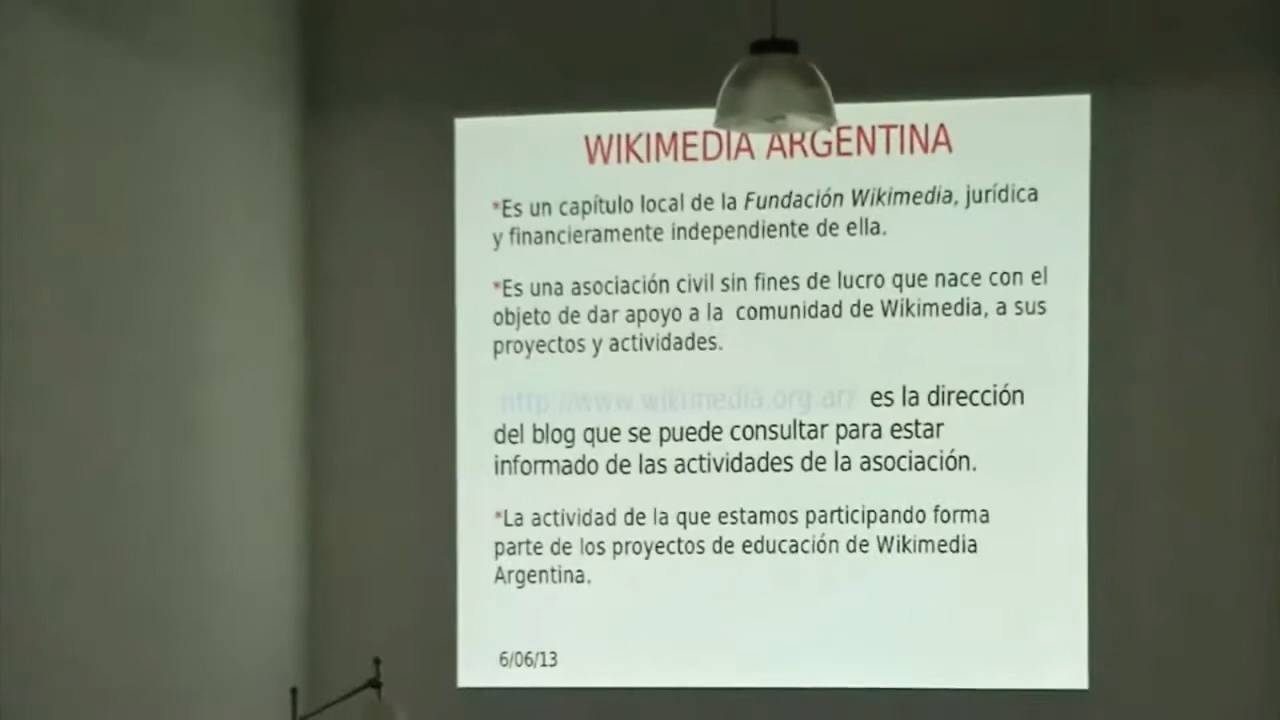 WIKIMEDIA ARGENTINA
*Es un capítulo local de la Fundación Wikimedia, jurídica
y financieramente independiente de ella.
*Es una asociación civil sin fines de lucro que nace con el
objeto de dar apoyo a la comunidad de Wikimedia, a sus
proyectos y actividades.
http://www.wikimedia.org.ar/ es la dirección
del blog que se puede consultar para estar
informado de las actividades de la asociación.
*La actividad de la que estamos participando forma
parte de los proyectos de educación de Wikimedia
Argentina.
6/06/13